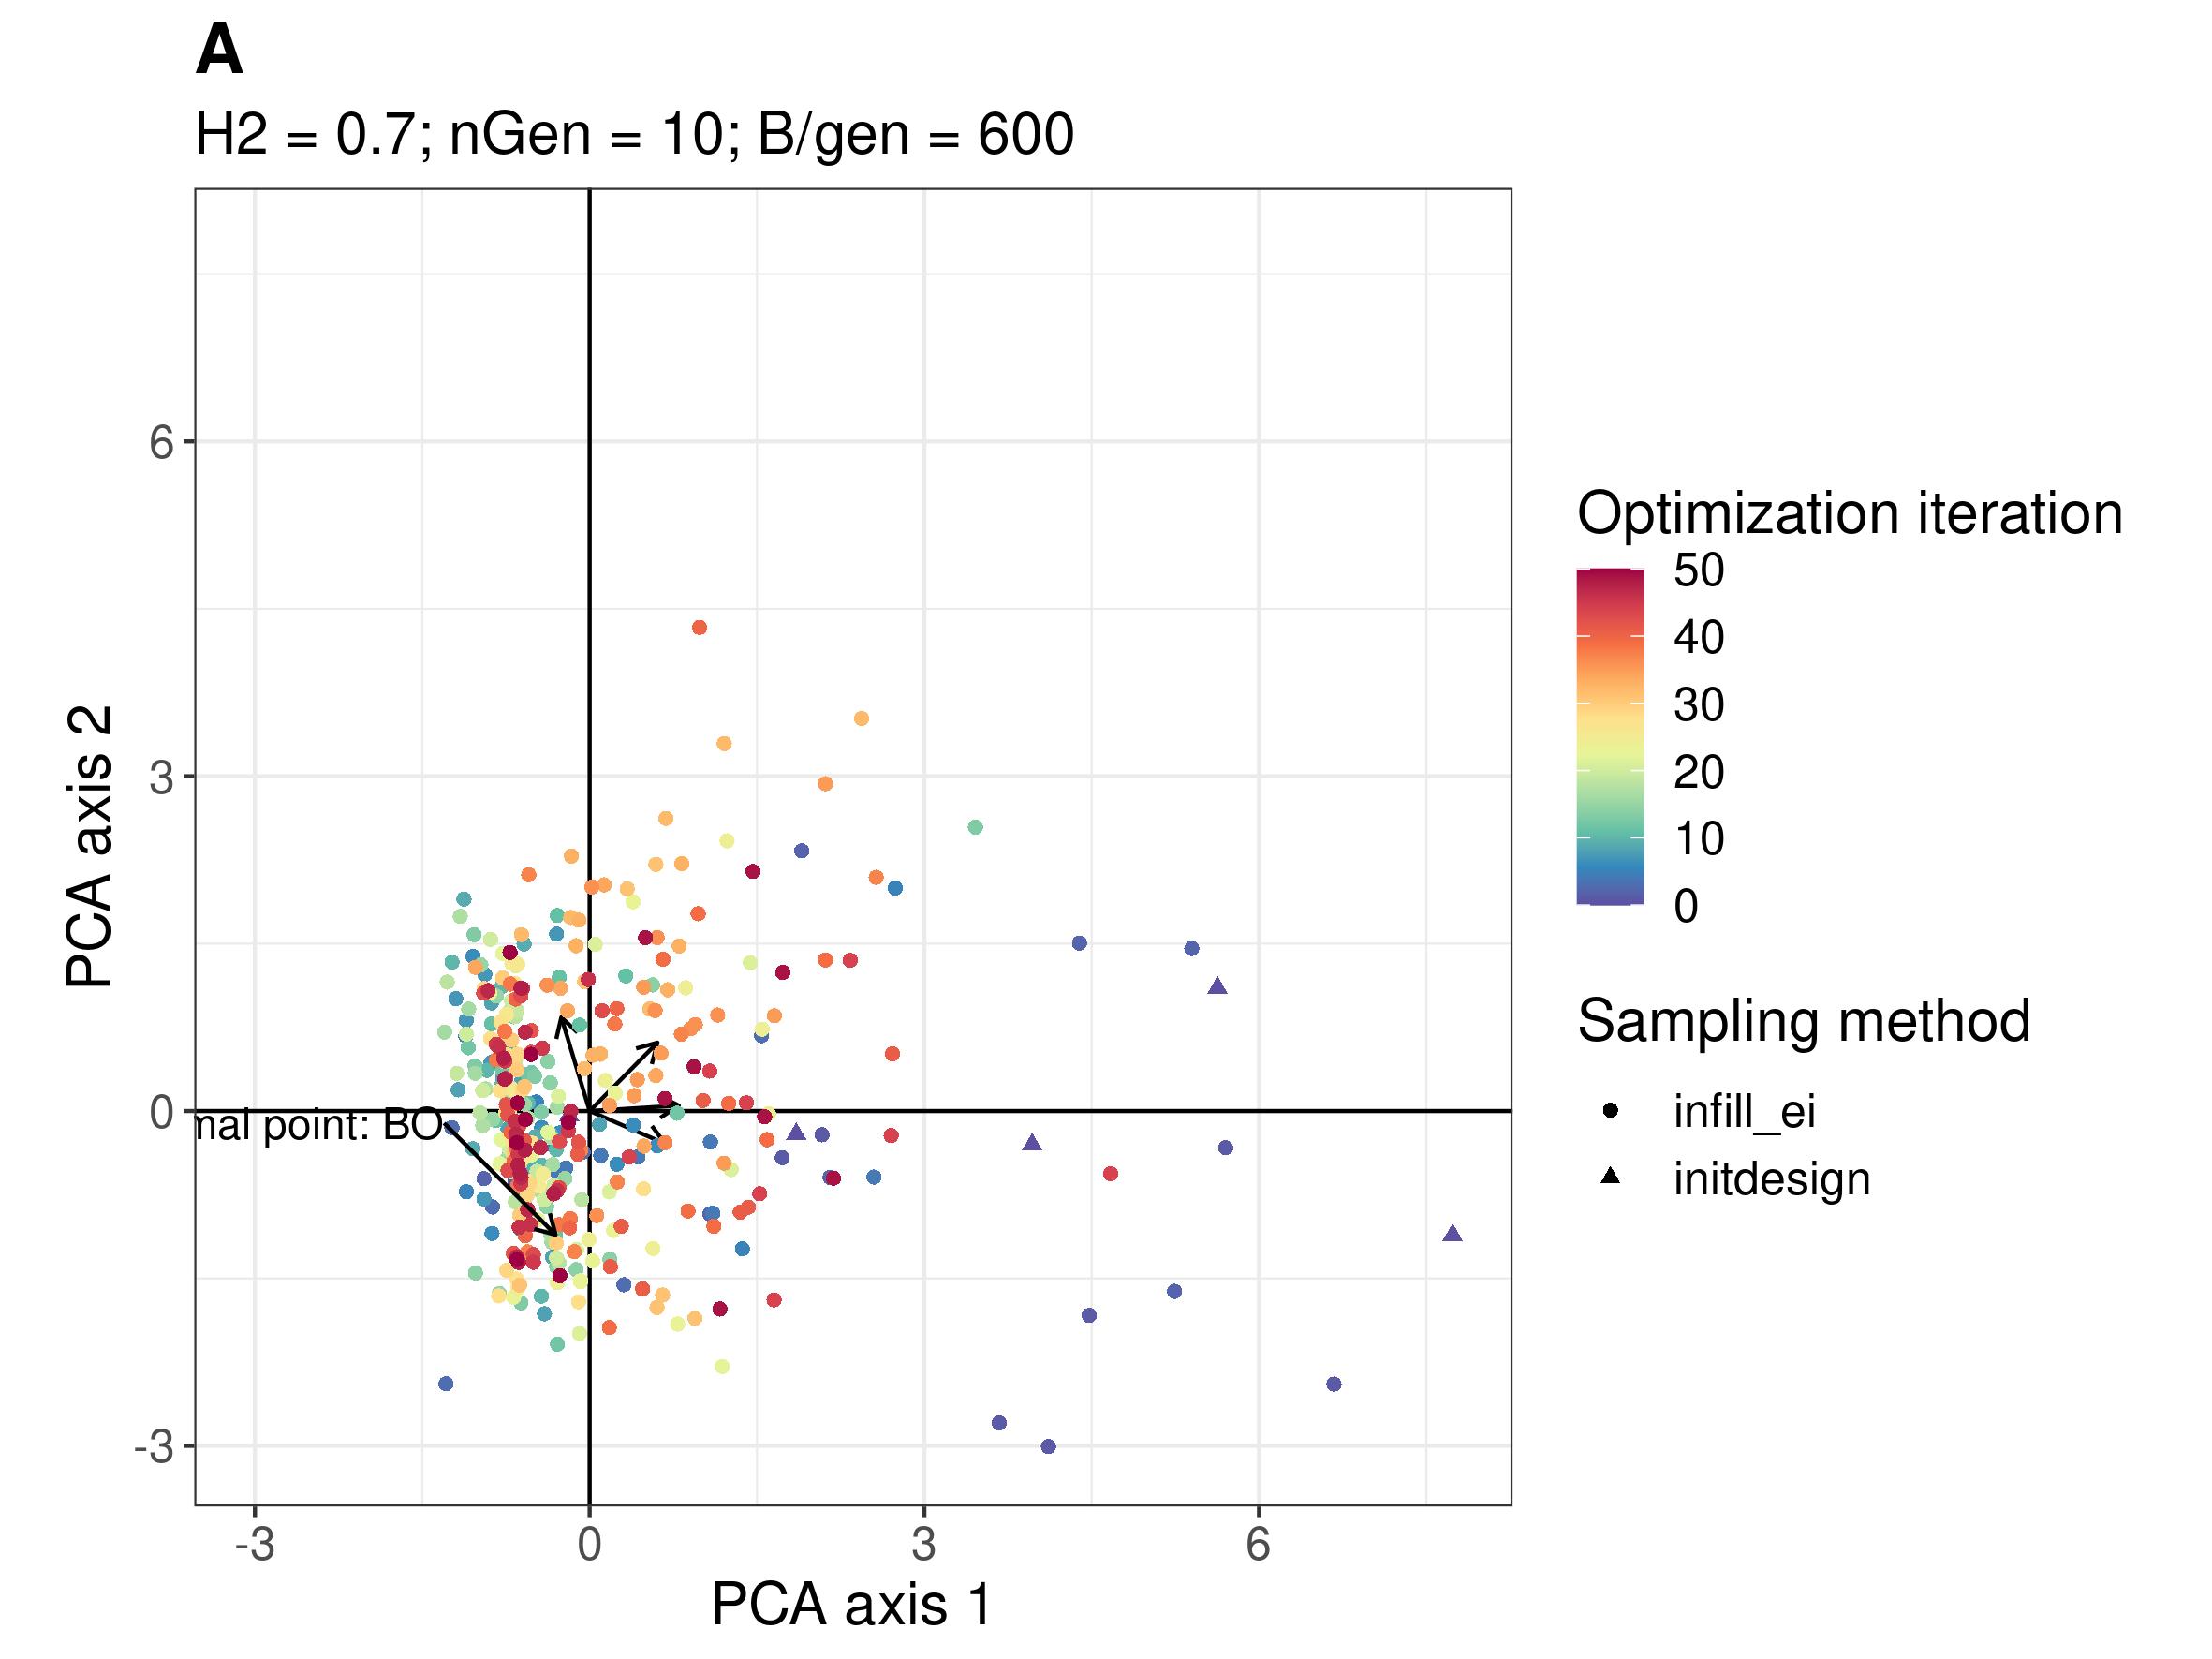 A
H2 = 0.7; nGen = 10; B/gen = 600
PCA axis 2
6
3
0
-3
point: BO
-3
0
3
6
PCA axis 1
Optimization iteration
50
40
30
20
10
0
Sampling method
infill_ei
initdesign